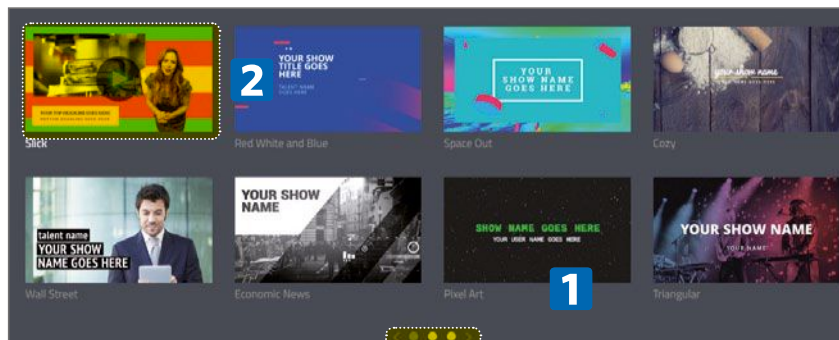 2
YOUR SHOW
TITLE GOES
HERE
TALENT NAME
GOES HERE
YOUR
SHOW NAME
GOES HERE
your show name
Slick
Red White and Blue
Space Out
Cozy
talent name
YOUR SHOW
NAME GOES HERE
YOUR SHOW
NAME
SHOW NAME GOES HERE
YOUR USER NAME GOES HERE
YOUR SHOW NAME
YOUR NAME
Wall Street
Economic News
Pixel Art
1
Triangular